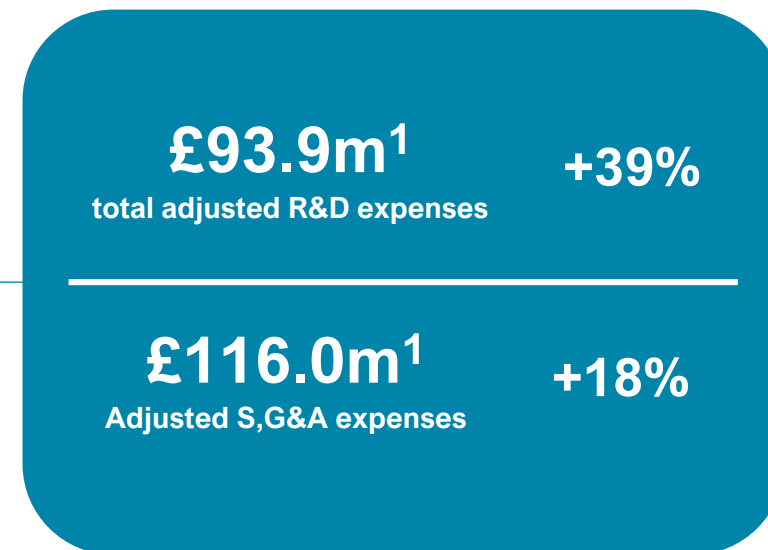 £93.9m¹ +39%
total adjusted R&D expenses
£116.0m¹ +18%
Adjusted S,G&A expenses